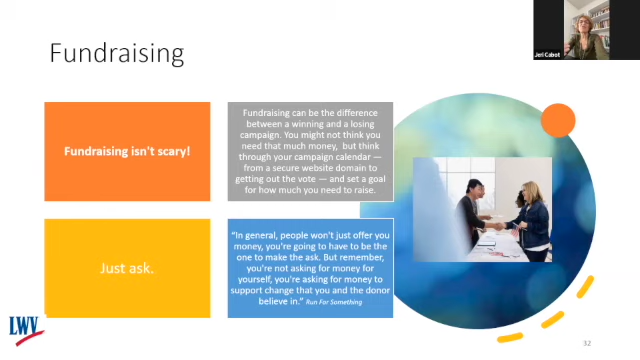 Fundraising
Jeri Cabot
Fundraising isn't scary!
Fundraising can be the difference
between a winning and a losing
campaign. You might not think you
need that much money, but think
through your campaign calendar —
from a secure website domain to
getting out the vote — and set a goal
for how much you need to raise.
Just ask.
“In general, people won't just offer you
money, you're going to have to be the
one to make the ask. But remember,
you're not asking for money for
yourself, you're asking for money to
support change that you and the donor
believe in.” Run For Something
LWV
32